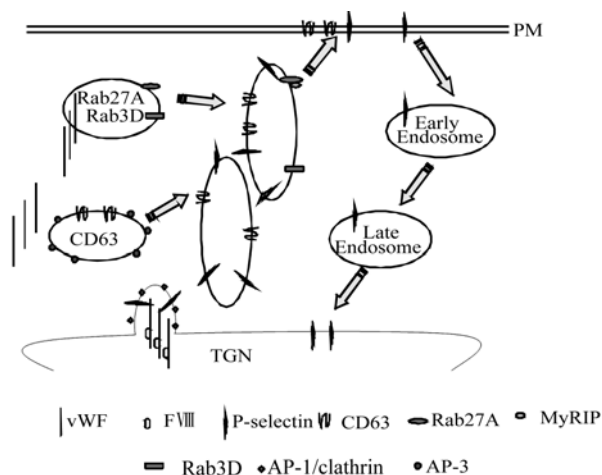 PM
Rab27A
Rab3D
Early
Endosome
CD63
Late
Endosome
TGN
vWF FⅧ P-selectin CD63 Rab27A MyRIP
Rab3D AP-1/clathrin AP-3